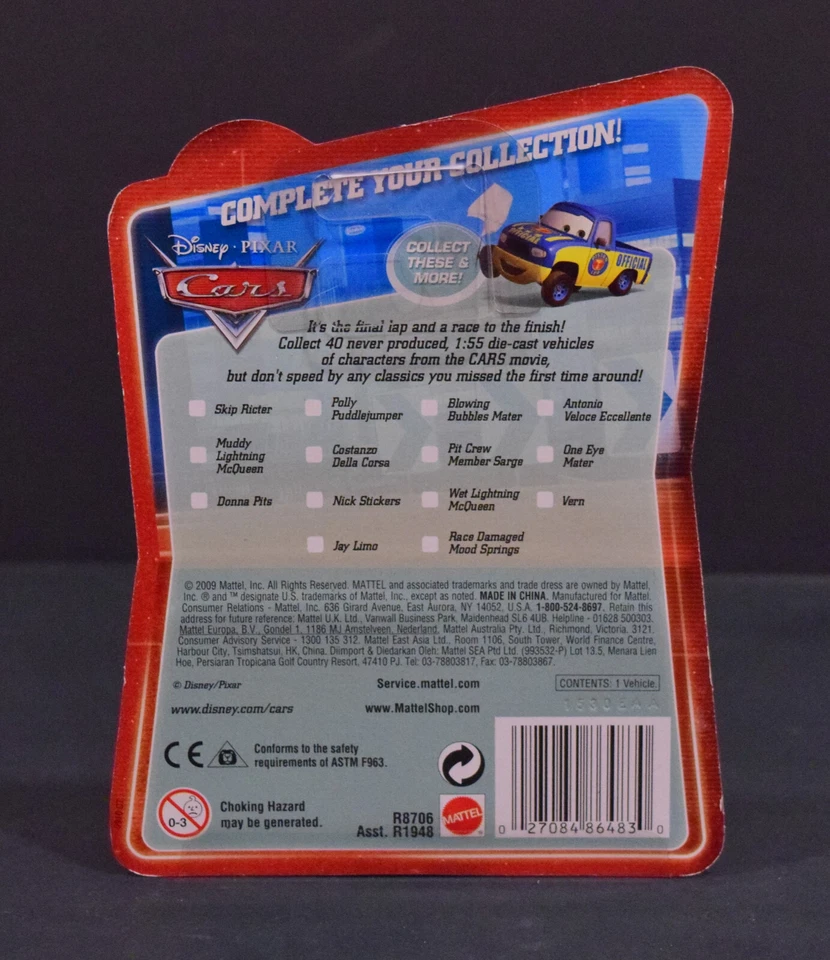 COMPLETE YOUR COLLECTION!
Disney · PIXAR
Cars
COLLECT
THESE &
MORE!
OFFICIAL
It's the final lap and a race to the finish!
Collect 40 never produced, 1:55 die-cast vehicles
of characters from the CARS movie,
but don't speed by any classics you missed the first time around!
Skip Ricter
Polly
Puddlejumper
Blowing
Bubbles Mater
Antonio
Veloce Eccellente
Muddy
Lightning
McQueen
Costanzo
Della Corsa
Pit Crew
Member Sarge
One Eye
Mater
Donna Pits
Nick Stickers
Wet Lightning
McQueen
Vern
Jay Limo
Race Damaged
Mood Springs
© 2009 Mattel, Inc. All Rights Reserved. MATTEL and associated trademarks and trade dress are owned by Mattel,
Inc. ® and ™ designate U.S. trademarks of Mattel, Inc., except as noted. MADE IN CHINA. Manufactured for Mattel.
Consumer Relations - Mattel, Inc. 636 Girard Avenue, East Aurora, NY 14052, U.S.A. 1-800-524-8697. Retain this
address for future reference: Mattel U.K. Ltd., Vanwall Business Park, Maidenhead SL6 4UB. Helpline - 01628 500303.
Mattel Europa, B.V., Gondel 1, 1186 MJ Amstelveen, Nederland. Mattel Australia Pty. Ltd., Richmond, Victoria. 3121.
Consumer Advisory Service - 1300 135 312. Mattel East Asia Ltd., Room 1106, South Tower, World Finance Centre,
Harbour City, Tsimshatsui, HK, China. Diimport & Diedarkan Oleh: Mattel SEA Ptd Ltd. (993532-P) Lot 13.5, Menara Lien
Hoe, Persiaran Tropicana Golf Country Resort, 47410 PJ. Tel: 03-78803817, Fax: 03-78803867.
© Disney/Pixar
Service.mattel.com
CONTENTS: 1 Vehicle.
www.disney.com/cars
www.MattelShop.com
CE
Conforms to the safety
requirements of ASTM F963.
0-3
Choking Hazard
may be generated.
R8706
Asst. R1948
MATTEL
0 27084 86483 0